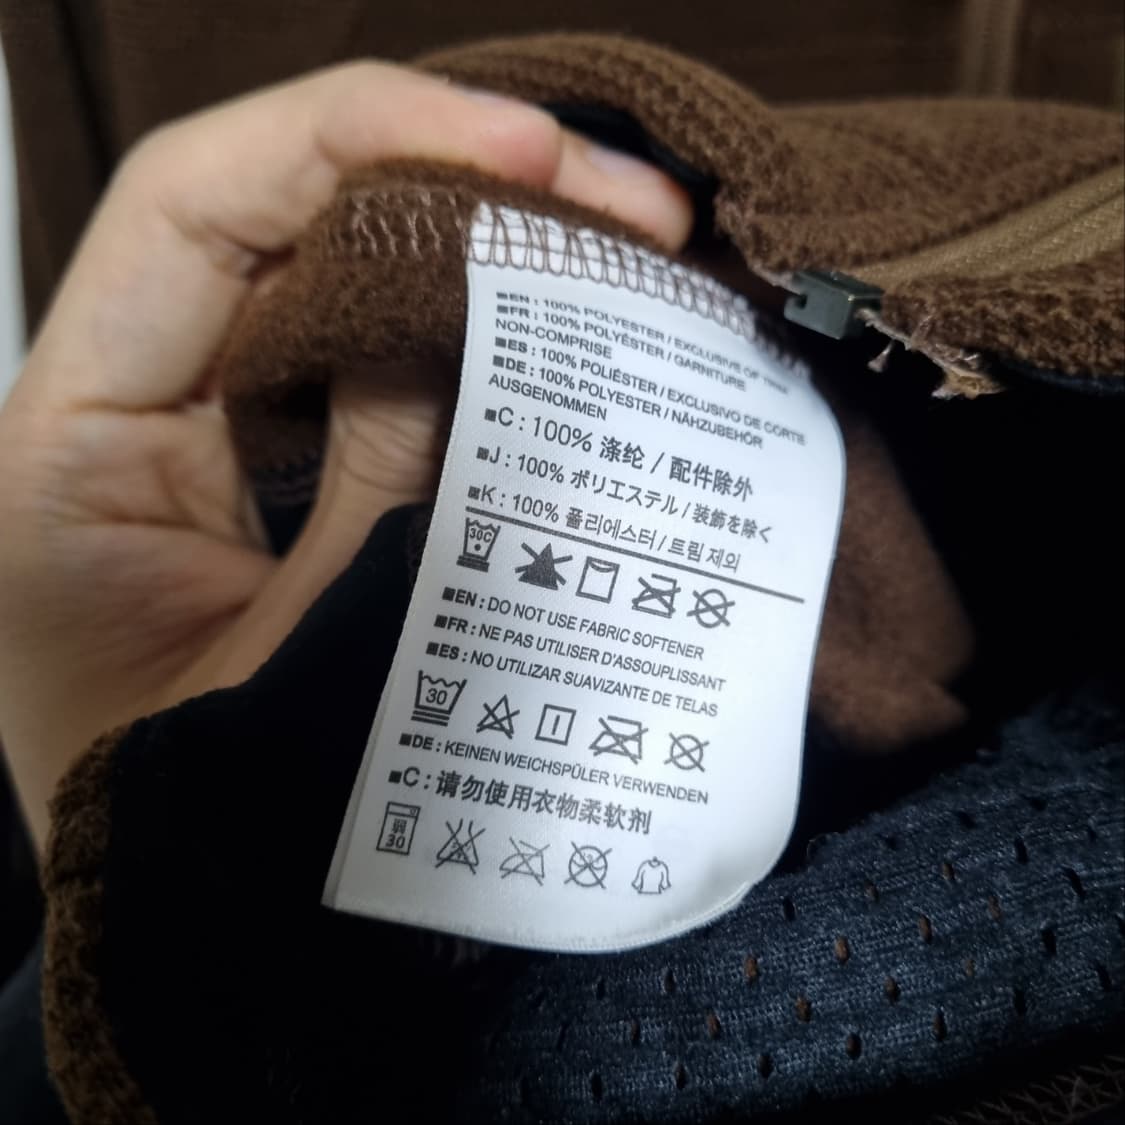 EN : 100% POLYESTER / EXCLUSIVE OF TRIM
FR : 100% POLYÉSTER / GARNITURE
NON-COMPRISE
ES : 100% POLIÉSTER / EXCLUSIVO DE CORTE
DE : 100% POLYESTER / NÄHZUBEHÖR
AUSGENOMMEN
C : 100% 涤纶 / 配件除外
J : 100% ポリエステル / 装飾を除く
K : 100% 폴리에스터 / 트림 제외
30C
EN : DO NOT USE FABRIC SOFTENER
FR : NE PAS UTILISER D'ASSOUPLISSANT
ES : NO UTILIZAR SUAVIZANTE DE TELAS
30
DE : KEINEN WEICHSPÜLER VERWENDEN
C : 请勿使用衣物柔软剂
弱
30